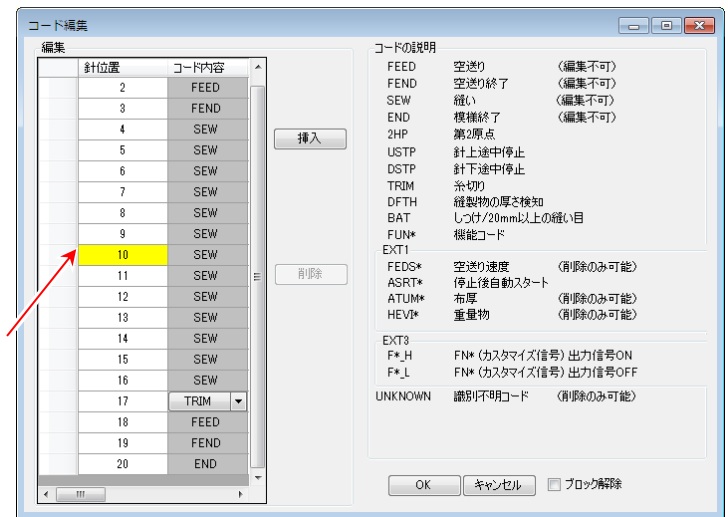 コード編集
編集
針位置 コード内容
2 FEED
3 FEND
4 SEW
5 SEW
6 SEW
7 SEW
8 SEW
9 SEW
10 SEW
11 SEW
12 SEW
13 SEW
14 SEW
15 SEW
16 SEW
17 TRIM
18 FEED
19 FEND
20 END
挿入
削除
コードの説明
FEED 空送り (編集不可)
FEND 空送り終了 (編集不可)
SEW 縫い (編集不可)
END 模様終了 (編集不可)
2HP 第2原点
USTP 針上途中停止
DSTP 針下途中停止
TRIM 糸切り
DFTH 縫製物の厚さ検知
BAT しつけ/20mm以上の縫い目
FUN* 機能コード
EXT1
FEDS* 空送り速度 (削除のみ可能)
ASRT* 停止後自動スタート
ATUM* 布厚 (削除のみ可能)
HEVI* 重量物 (削除のみ可能)
EXT3
F*_H FN* (カスタマイズ信号) 出力信号ON
F*_L FN* (カスタマイズ信号) 出力信号OFF
UNKNOWN 識別不明コード (削除のみ可能)
OK キャンセル ブロック解除